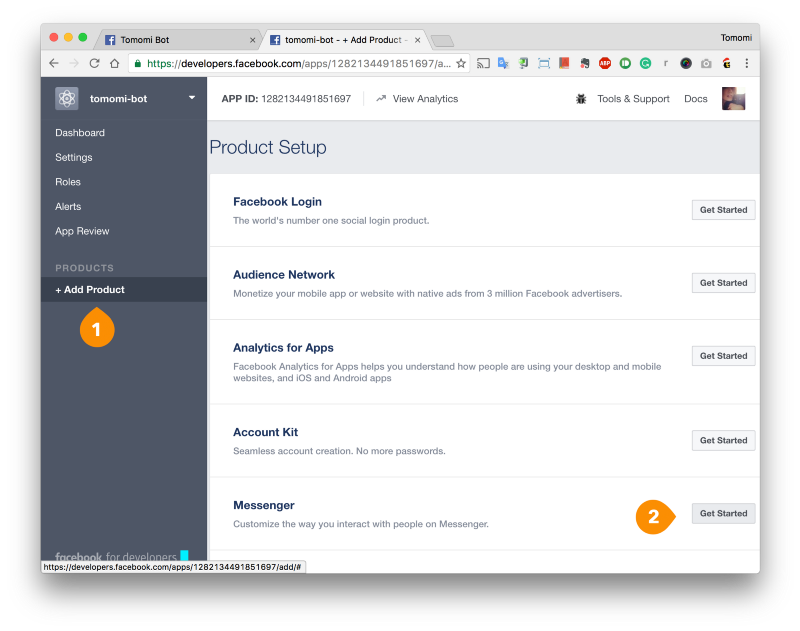 Tomomi Bot
tomomi-bot - + Add Product -
Tomomi
https://developers.facebook.com/apps/1282134491851697/a...
tomomi-bot
APP ID: 1282134491851697
View Analytics
Tools & Support
Docs
Dashboard
Settings
Roles
Alerts
App Review
PRODUCTS
+ Add Product
1
Product Setup
Facebook Login
The world's number one social login product.
Get Started
Audience Network
Monetize your mobile app or website with native ads from 3 million Facebook advertisers.
Get Started
Analytics for Apps
Facebook Analytics for Apps helps you understand how people are using your desktop and mobile
websites, and iOS and Android apps
Get Started
Account Kit
Seamless account creation. No more passwords.
Get Started
Messenger
Customize the way you interact with people on Messenger.
2
Get Started
facebook for developers
https://developers.facebook.com/apps/1282134491851697/add/#